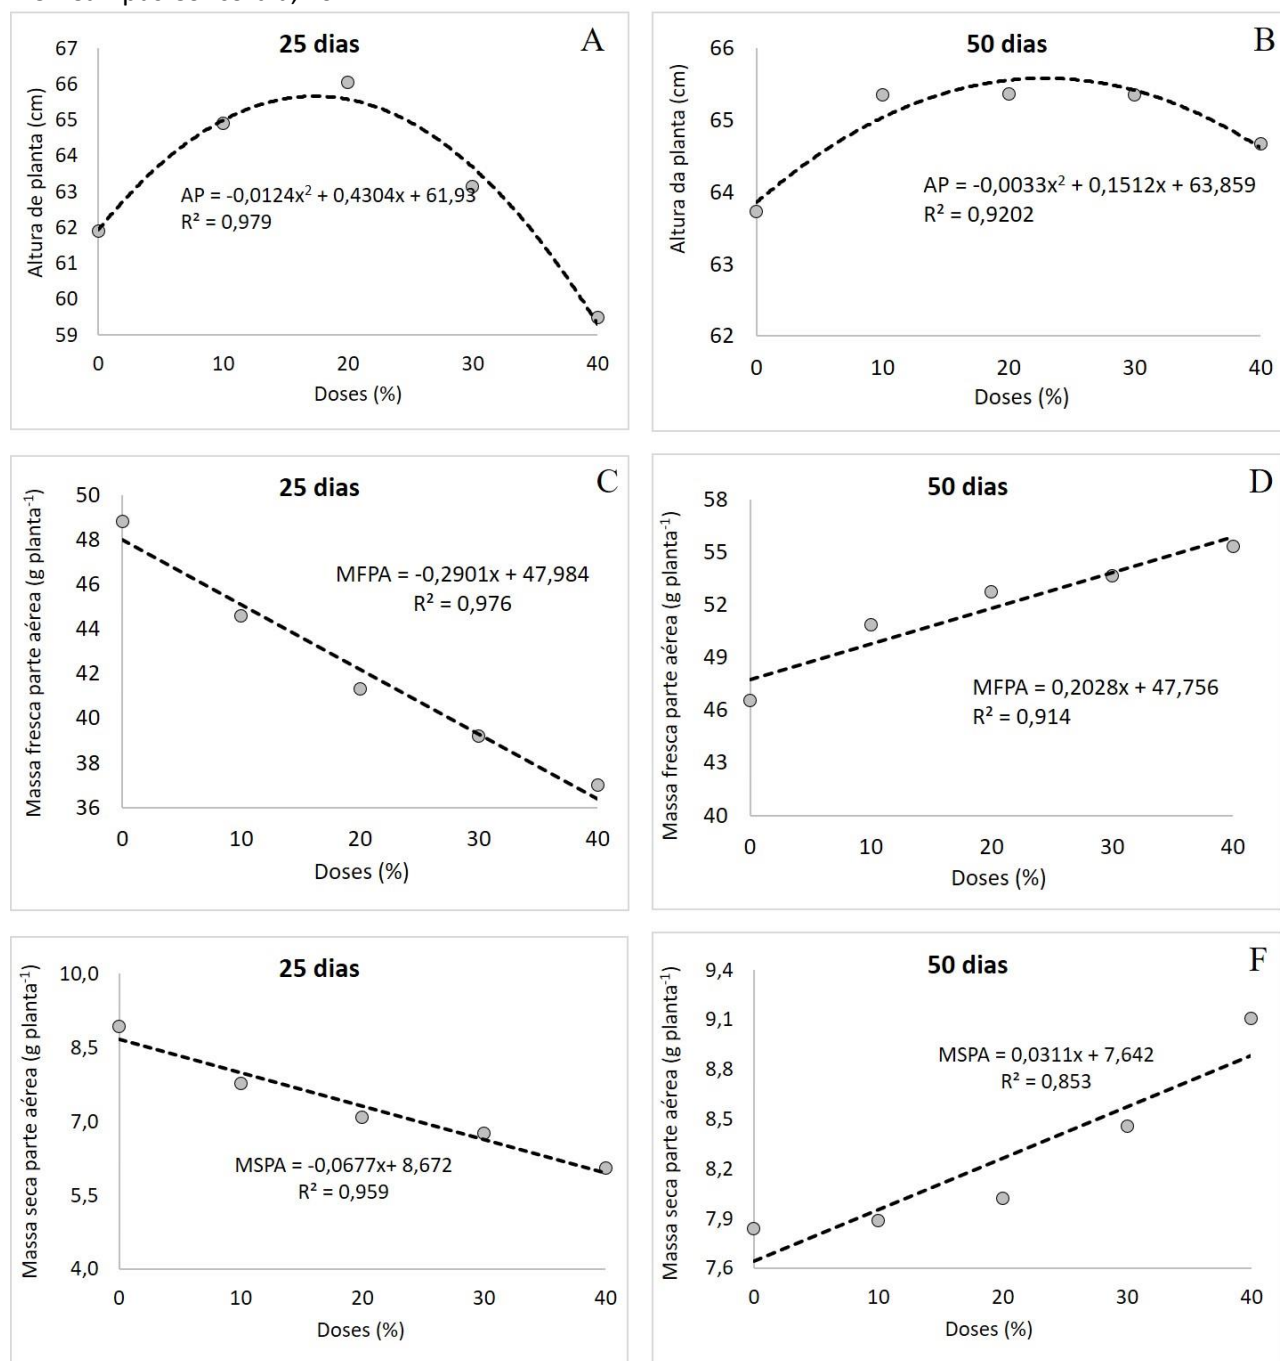 25 dias
A
Altura de planta (cm)
67
66
65
64
63
62
61
60
59
AP = -0,0124x² + 0,4304x + 61,93
R² = 0,979
0 10 20 30 40
Doses (%)
50 dias
B
Altura da planta (cm)
66
65
64
63
62
AP = -0,0033x² + 0,1512x + 63,859
R² = 0,9202
0 10 20 30 40
Doses (%)
25 dias
C
Massa fresca parte aérea (g planta⁻¹)
50
48
46
44
42
40
38
36
MFPA = -0,2901x + 47,984
R² = 0,976
0 10 20 30 40
Doses (%)
50 dias
D
Massa fresca parte aérea (g planta⁻¹)
58
55
52
49
46
43
40
MFPA = 0,2028x + 47,756
R² = 0,914
0 10 20 30 40
Doses (%)
25 dias
Massa seca parte aérea (g planta⁻¹)
10,0
8,5
7,0
5,5
4,0
MSPA = -0,0677x+ 8,672
R² = 0,959
0 10 20 30 40
Doses (%)
50 dias
F
Massa seca parte aérea (g planta⁻¹)
9,4
9,1
8,8
8,5
8,2
7,9
7,6
MSPA = 0,0311x + 7,642
R² = 0,853
0 10 20 30 40
Doses (%)